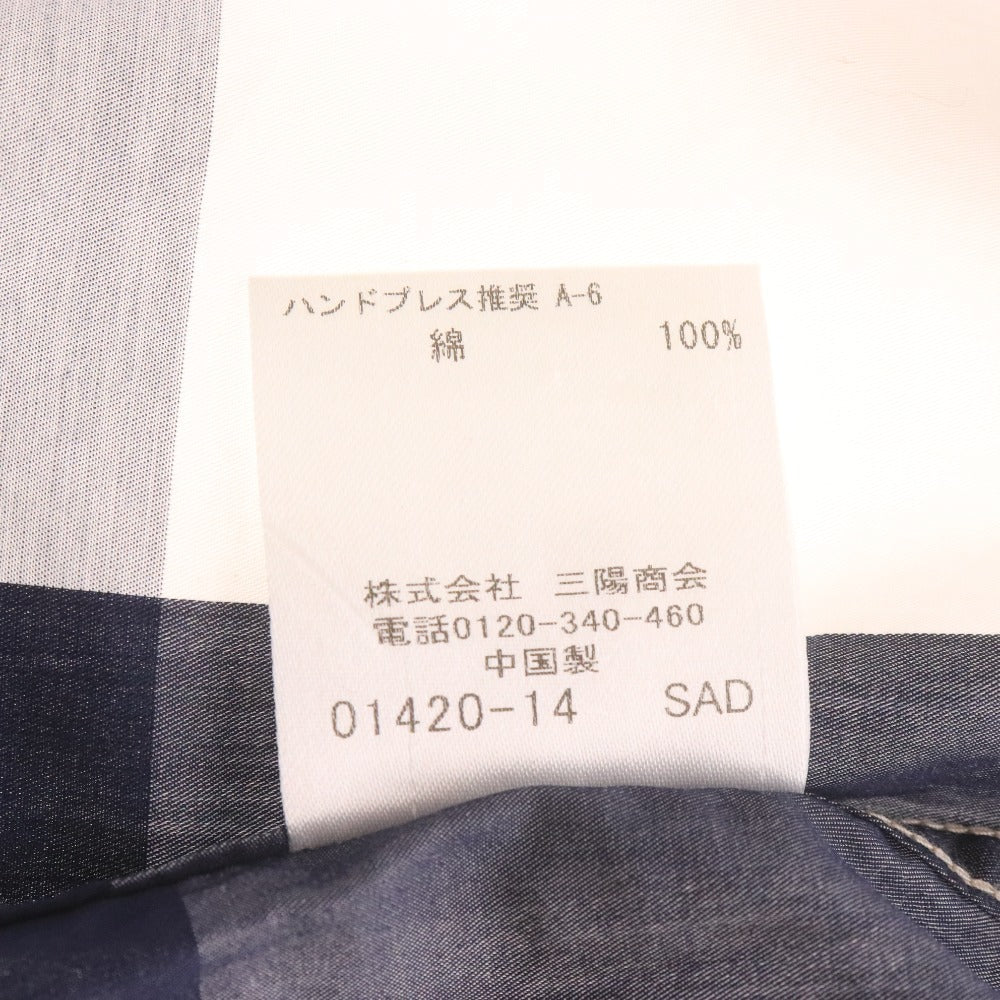 ハンドプレス推奨 A-6
綿 100%
株式会社 三陽商会
電話0120-340-460
中国製
01420-14 SAD